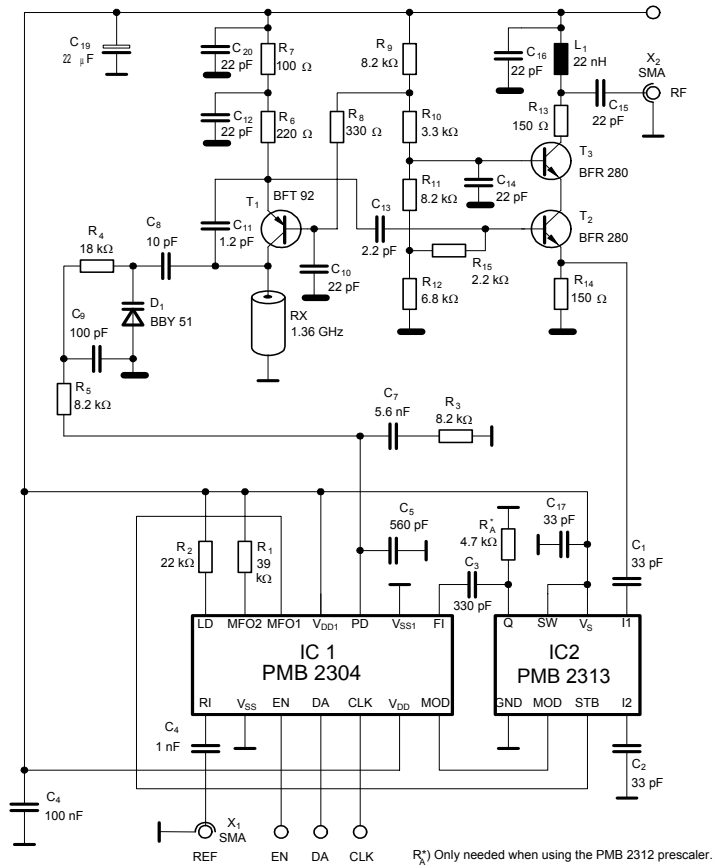 C19
22 μF
C20
22 pF
R7
100 Ω
R9
8.2 kΩ
C16
22 pF
L1
22 nH
X2
SMA
RF
C12
22 pF
R6
220 Ω
R8
330 Ω
R10
3.3 kΩ
R13
150 Ω
C15
22 pF
T3
BFR 280
BFT 92
T1
R11
8.2 kΩ
C14
22 pF
C13
2.2 pF
T2
BFR 280
R4
18 kΩ
C8
10 pF
C11
1.2 pF
C10
22 pF
R15
2.2 kΩ
R12
6.8 kΩ
R14
150 Ω
D1
BBY 51
C9
100 pF
RX
1.36 GHz
R5
8.2 kΩ
C7
5.6 nF
R3
8.2 kΩ
R2
22 kΩ
R1
39
kΩ
C5
560 pF
R*A
4.7 kΩ
C17
33 pF
C3
330 pF
C1
33 pF
LD MFO2 MFO1 VDD1 PD VSS1 FI
IC 1
PMB 2304
RI VSS EN DA CLK VDD MOD
Q SW VS I1
IC2
PMB 2313
GND MOD STB I2
C4
1 nF
C2
33 pF
C4
100 nF
X1
SMA
REF EN DA CLK
R*A) Only needed when using the PMB 2312 prescaler.